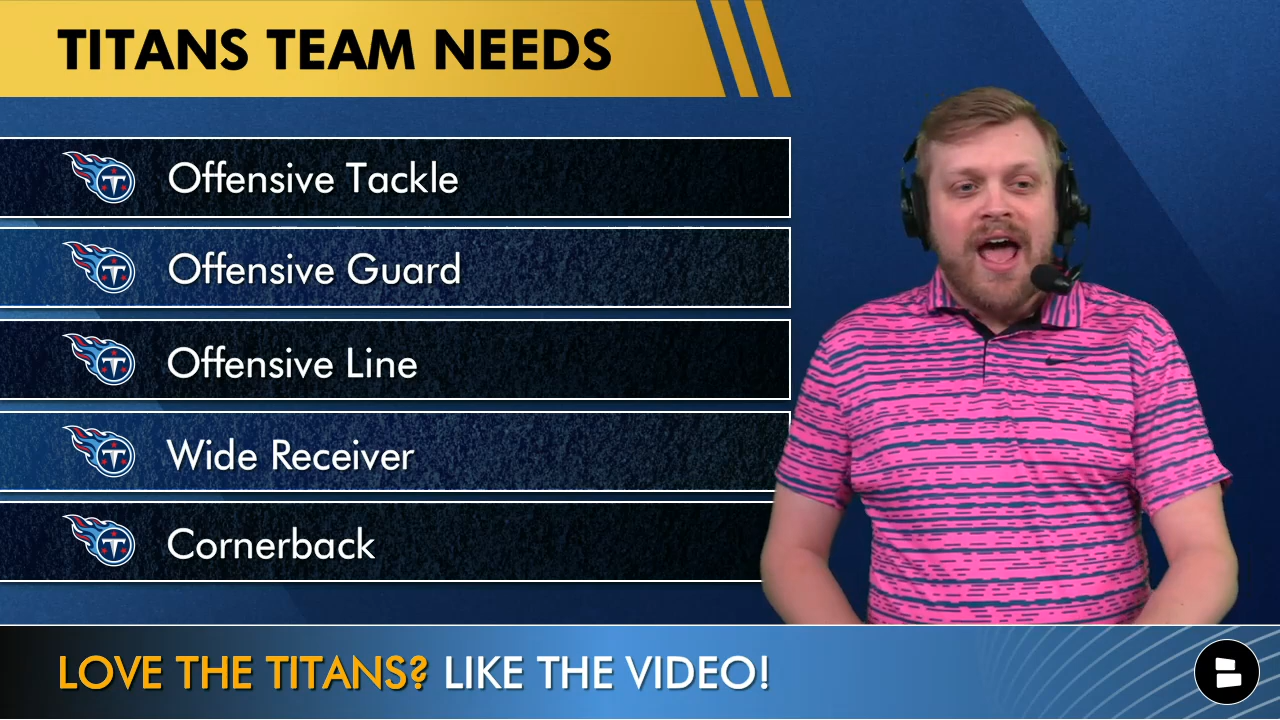 TITANS TEAM NEEDS
Offensive Tackle
Offensive Guard
Offensive Line
Wide Receiver
Cornerback
LOVE THE TITANS? LIKE THE VIDEO!